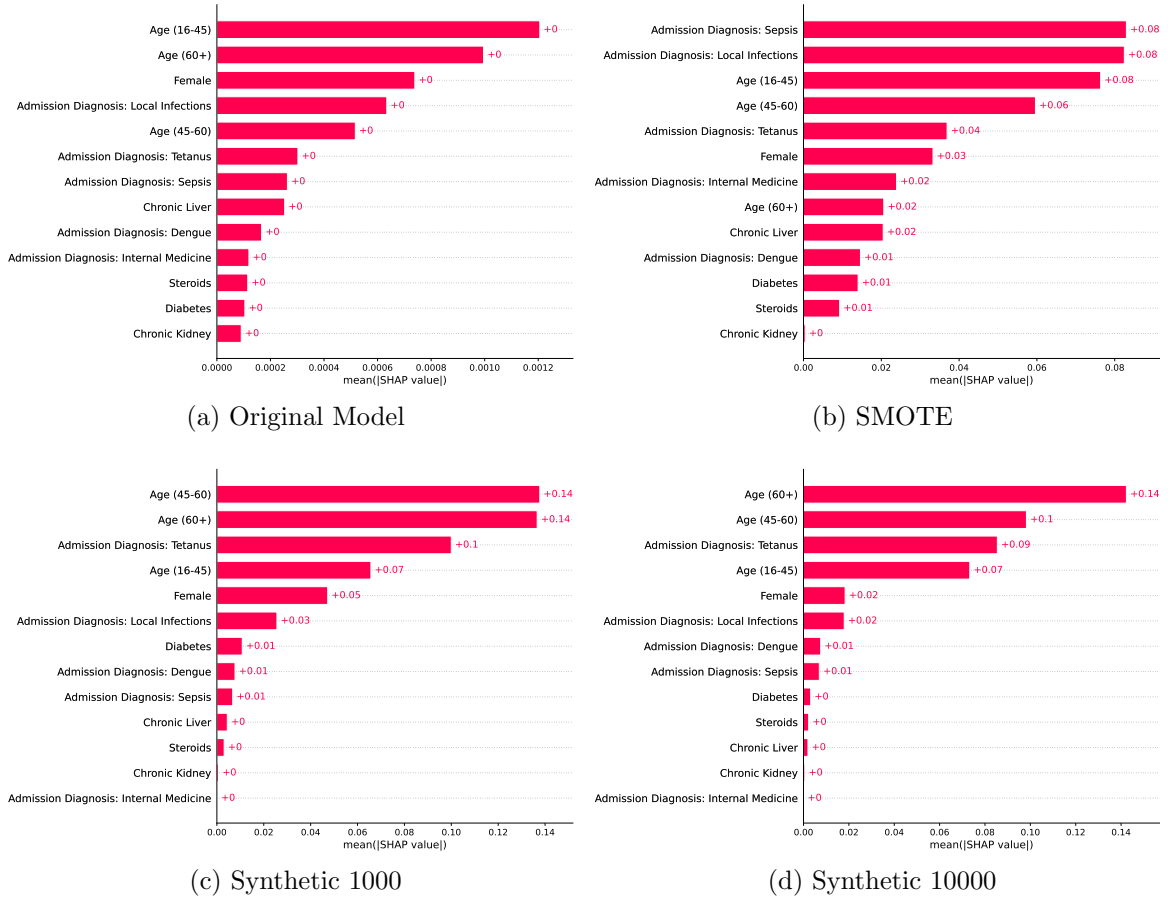 Age (16-45) +0
Age (60+) +0
Female +0
Admission Diagnosis: Local Infections +0
Age (45-60) +0
Admission Diagnosis: Tetanus +0
Admission Diagnosis: Sepsis +0
Chronic Liver +0
Admission Diagnosis: Dengue +0
Admission Diagnosis: Internal Medicine +0
Steroids +0
Diabetes +0
Chronic Kidney +0
0.0000 0.0002 0.0004 0.0006 0.0008 0.0010 0.0012
mean(|SHAP value|)
(a) Original Model
Admission Diagnosis: Sepsis +0.08
Admission Diagnosis: Local Infections +0.08
Age (16-45) +0.08
Age (45-60) +0.06
Admission Diagnosis: Tetanus +0.04
Female +0.03
Admission Diagnosis: Internal Medicine +0.02
Age (60+) +0.02
Chronic Liver +0.02
Admission Diagnosis: Dengue +0.01
Diabetes +0.01
Steroids +0.01
Chronic Kidney +0
0.00 0.02 0.04 0.06 0.08
mean(|SHAP value|)
(b) SMOTE
Age (45-60) +0.14
Age (60+) +0.14
Admission Diagnosis: Tetanus +0.1
Age (16-45) +0.07
Female +0.05
Admission Diagnosis: Local Infections +0.03
Diabetes +0.01
Admission Diagnosis: Dengue +0.01
Admission Diagnosis: Sepsis +0.01
Chronic Liver +0
Steroids +0
Chronic Kidney +0
Admission Diagnosis: Internal Medicine +0
0.00 0.02 0.04 0.06 0.08 0.10 0.12 0.14
mean(|SHAP value|)
(c) Synthetic 1000
Age (60+) +0.14
Age (45-60) +0.1
Admission Diagnosis: Tetanus +0.09
Age (16-45) +0.07
Female +0.02
Admission Diagnosis: Local Infections +0.02
Admission Diagnosis: Dengue +0.01
Admission Diagnosis: Sepsis +0.01
Diabetes +0
Steroids +0
Chronic Liver +0
Chronic Kidney +0
Admission Diagnosis: Internal Medicine +0
0.00 0.02 0.04 0.06 0.08 0.10 0.12 0.14
mean(|SHAP value|)
(d) Synthetic 10000